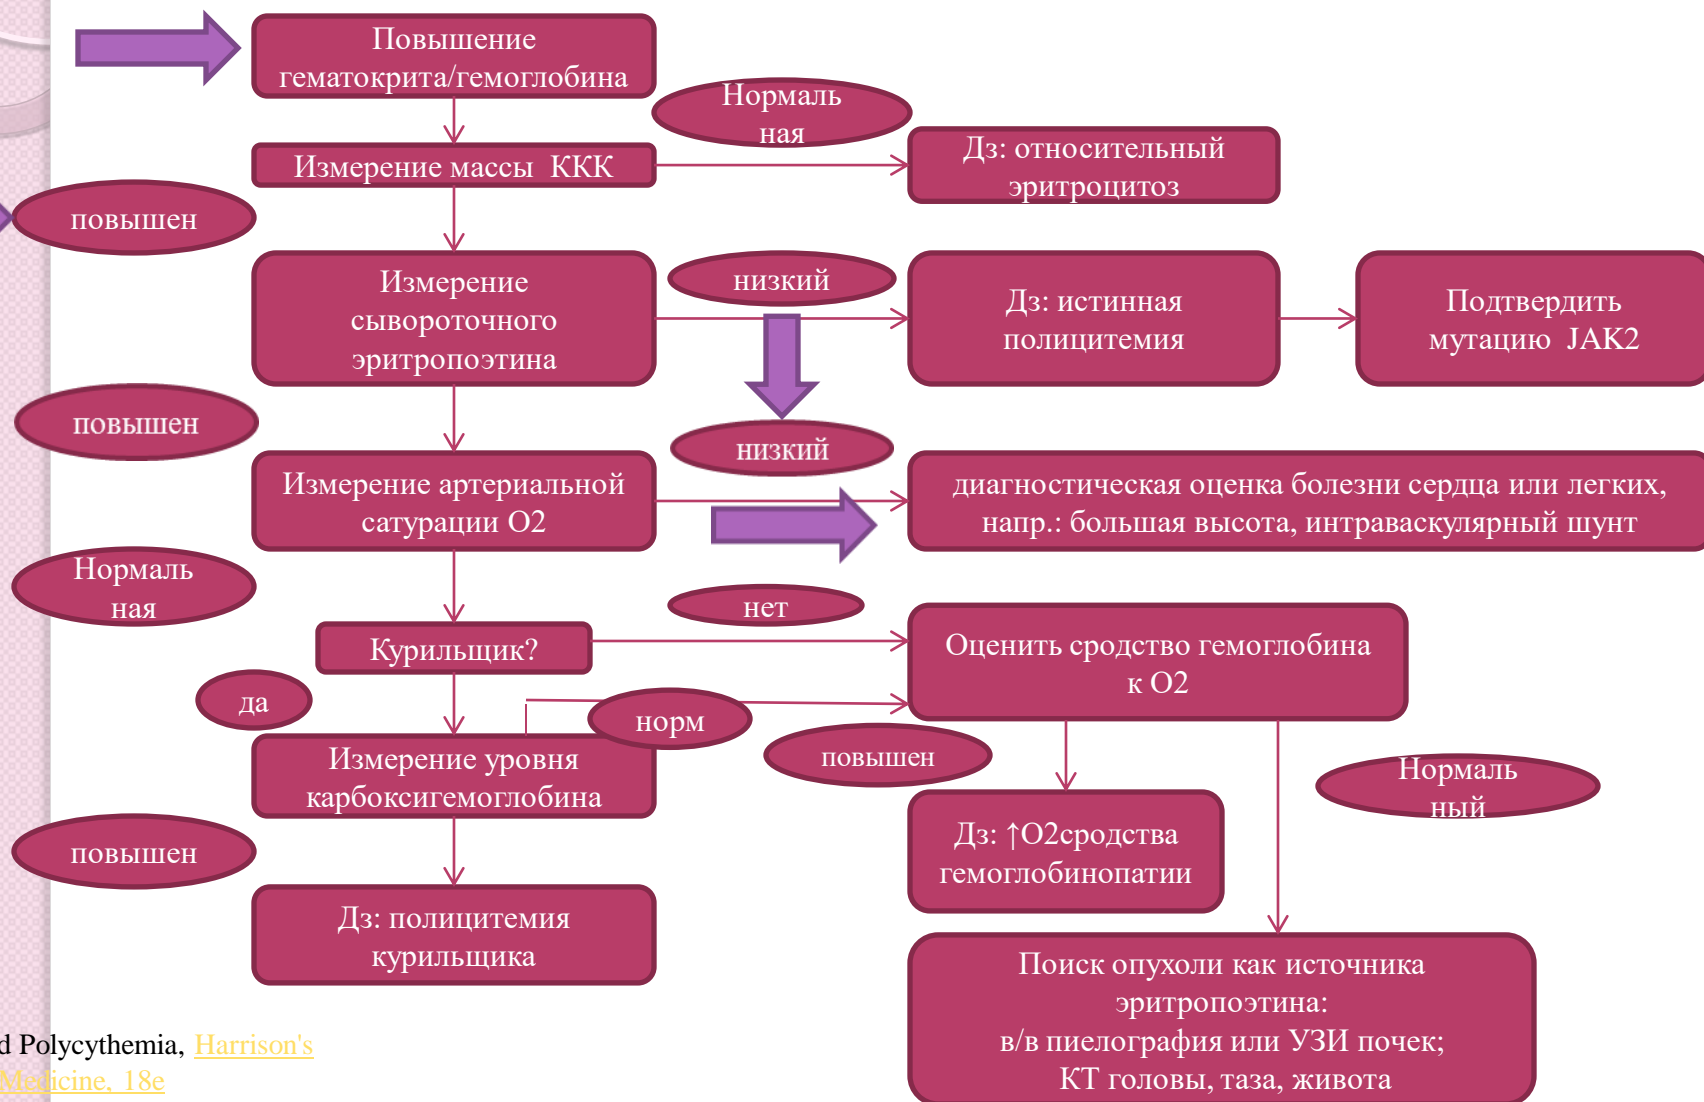 Повышение
гематокрита/гемоглобина
Нормаль
ная
Измерение массы ККК
Дз: относительный
эритроцитоз
повышен
Измерение
сывороточного
эритропоэтина
низкий
Дз: истинная
полицитемия
Подтвердить
мутацию JAK2
повышен
низкий
Измерение артериальной
сатурации О2
диагностическая оценка болезни сердца или легких,
напр.: большая высота, интраваскулярный шунт
Нормаль
ная
нет
Курильщик?
Оценить сродство гемоглобина
к О2
да
норм
Измерение уровня
карбоксигемоглобина
повышен
Нормаль
ный
Дз: ↑О2сродства
гемоглобинопатии
повышен
Дз: полицитемия
курильщика
Поиск опухоли как источника
эритропоэтина:
в/в пиелография или УЗИ почек;
КТ головы, таза, живота
d Polycythemia, Harrison's
Medicine, 18e